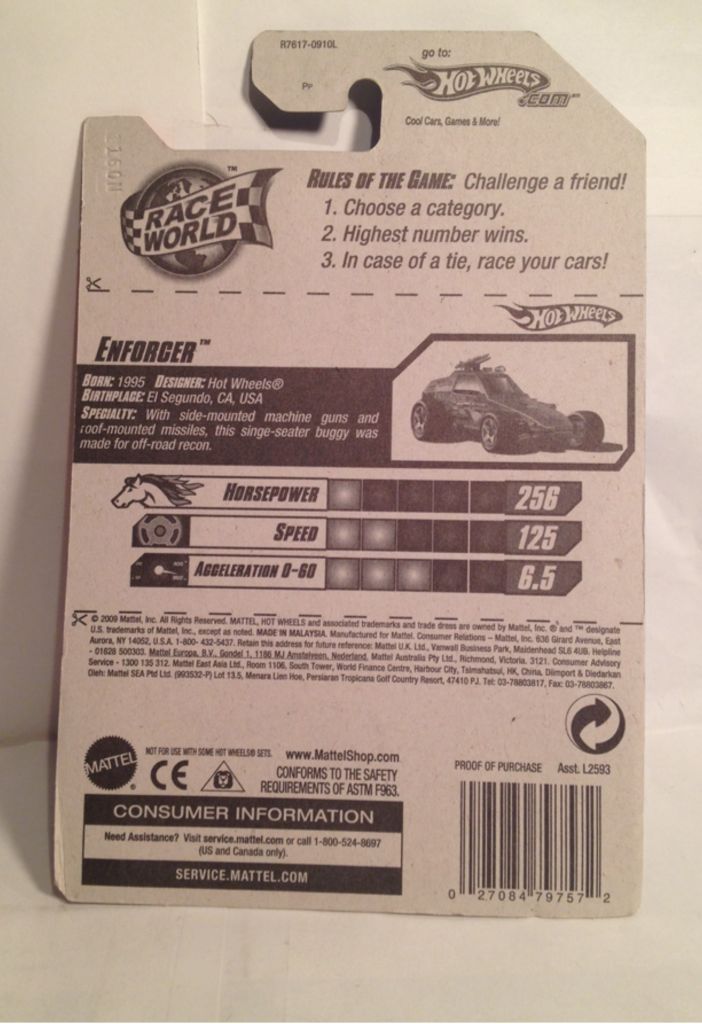 R7617-0910L
PP
go to:
HOT WHEELS
.COM™
Cool Cars, Games & More!
RACE WORLD™
RULES OF THE GAME: Challenge a friend!
1. Choose a category.
2. Highest number wins.
3. In case of a tie, race your cars!
HOT WHEELS
ENFORCER™
BORN: 1995 DESIGNER: Hot Wheels®
BIRTHPLACE: El Segundo, CA, USA
SPECIALTY: With side-mounted machine guns and
roof-mounted missiles, this singe-seater buggy was
made for off-road recon.
HORSEPOWER 256
SPEED 125
ACCELERATION 0-60 6.5
© 2009 Mattel, Inc. All Rights Reserved. MATTEL, HOT WHEELS and associated trademarks and trade dress are owned by Mattel, Inc. ® and ™ designate
U.S. trademarks of Mattel, Inc., except as noted. MADE IN MALAYSIA. Manufactured for Mattel. Consumer Relations – Mattel, Inc. 636 Girard Avenue, East
Aurora, NY 14052, U.S.A. 1-800- 432-5437. Retain this address for future reference: Mattel U.K. Ltd., Vanwall Business Park, Maidenhead SL6 4UB. Helpline
- 01628 500303. Mattel Europa, B.V., Gondel 1, 1186 MJ Amstelveen, Nederland. Mattel Australia Pty Ltd., Richmond, Victoria. 3121. Consumer Advisory
Service - 1300 135 312. Mattel East Asia Ltd., Room 1106, South Tower, World Finance Centre, Harbour City, Tsimshatsui, HK, China. Diimport & Diedarkan
Oleh: Mattel SEA Ptd Ltd. (993532-P) Lot 13.5, Menara Lien Hoe, Persiaran Tropicana Golf Country Resort, 47410 PJ. Tel: 03-78803817, Fax: 03-78803867.
MATTEL®
NOT FOR USE WITH SOME HOT WHEELS® SETS.
CE
www.MattelShop.com
CONFORMS TO THE SAFETY
REQUIREMENTS OF ASTM F963.
CONSUMER INFORMATION
Need Assistance? Visit service.mattel.com or call 1-800-524-8697
(US and Canada only).
SERVICE.MATTEL.COM
PROOF OF PURCHASE Asst. L2593
0 27084 79757 2